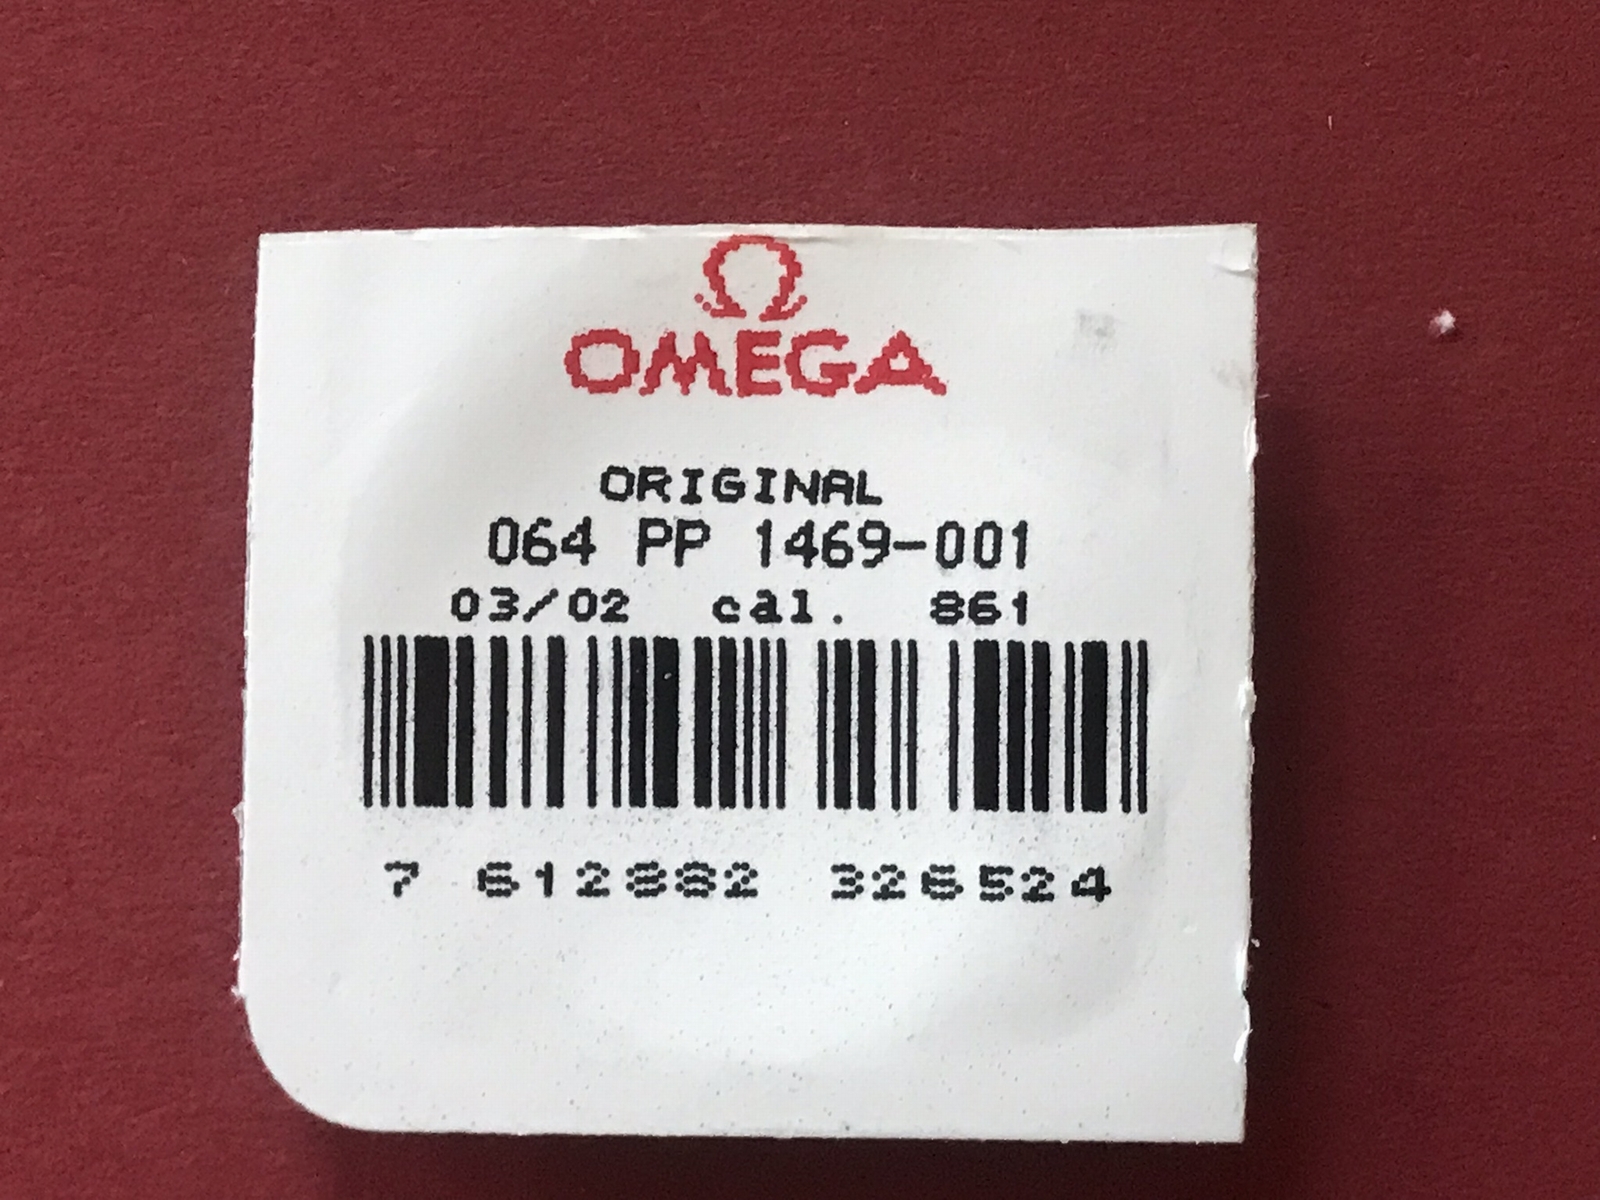 Ω
OMEGA
ORIGINAL
064 PP 1469-001
03/02 cal. 861
7 612882 326524